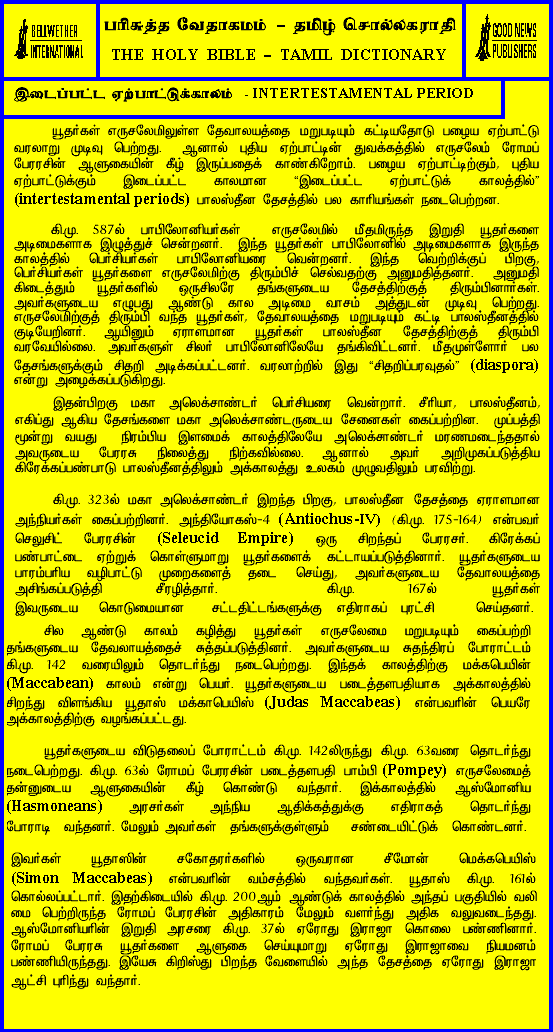 BELLWETHER
INTERNATIONAL
பரிசுத்த வேதாகமம் – தமிழ் சொல்லகராதி
THE HOLY BIBLE – TAMIL DICTIONARY
GOOD NEWS
PUBLISHERS
இடைப்பட்ட ஏற்பாட்டுக்காலம் - INTERTESTAMENTAL PERIOD
யூதர்கள் எருசலேமிலுள்ள தேவாலயத்தை மறுபடியும் கட்டியதோடு பழைய ஏற்பாட்டு
வரலாறு முடிவு பெற்றது. ஆனால் புதிய ஏற்பாட்டின் துவக்கத்தில் எருசலேம் ரோமப்
பேரரசின் ஆளுகையின் கீழ் இருப்பதைக் காண்கிறோம். பழைய ஏற்பாட்டிற்கும், புதிய
ஏற்பாட்டுக்கும் இடைப்பட்ட காலமான “இடைப்பட்ட ஏற்பாட்டுக் காலத்தில்”
(intertestamental periods) பாலஸ்தீன தேசத்தில் பல காரியங்கள் நடைபெற்றன.
கி.மு. 587ல் பாபிலோனியர்கள் எருசலேமில் மீதமிருந்த இறுதி யூதர்களை
அடிமைகளாக இழுத்துச் சென்றனர். இந்த யூதர்கள் பாபிலோனில் அடிமைகளாக இருந்த
காலத்தில் பெர்சியர்கள் பாபிலோனியரை வென்றனர். இந்த வெற்றிக்குப் பிறகு,
பெர்சியர்கள் யூதர்களை எருசலேமிற்கு திரும்பிச் செல்வதற்கு அனுமதித்தனர். அனுமதி
கிடைத்தும் யூதர்களில் ஒருசிலரே தங்களுடைய தேசத்திற்குத் திரும்பினார்கள்.
அவர்களுடைய எழுபது ஆண்டு கால அடிமை வாசம் அத்துடன் முடிவு பெற்றது.
எருசலேமிற்குத் திரும்பி வந்த யூதர்கள், தேவாலயத்தை மறுபடியும் கட்டி பாலஸ்தீனத்தில்
குடியேறினர். ஆயினும் ஏராளமான யூதர்கள் பாலஸ்தீன தேசத்திற்குத் திரும்பி
வரவேயில்லை. அவர்களுள் சிலர் பாபிலோனிலேயே தங்கிவிட்டனர். மீதமுள்ளோர் பல
தேசங்களுக்கும் சிதறி அடிக்கப்பட்டனர். வரலாற்றில் இது “சிதறிப்பரவுதல்” (diaspora)
என்று அழைக்கப்படுகிறது.
இதன்பிறகு மகா அலெக்சாண்டர் பெர்சியரை வென்றார். சீரியா, பாலஸ்தீனம்,
எகிப்து ஆகிய தேசங்களை மகா அலெக்சாண்டருடைய சேனைகள் கைப்பற்றின. முப்பத்தி
மூன்று வயது நிரம்பிய இளமைக் காலத்திலேயே அலெக்சாண்டர் மரணமடைந்ததால்
அவருடைய பேரரசு நிலைத்து நிற்கவில்லை. ஆனால் அவர் அறிமுகப்படுத்திய
கிரேக்கப்பண்பாடு பாலஸ்தீனத்திலும் அக்காலத்து உலகம் முழுவதிலும் பரவிற்று.
கி.மு. 323ல் மகா அலெக்சாண்டர் இறந்த பிறகு, பாலஸ்தீன தேசத்தை ஏராளமான
அந்நியர்கள் கைப்பற்றினர். அந்தியோகஸ்-4 (Antiochus-IV) (கி.மு. 175-164) என்பவர்
செலுசிட் பேரரசின் (Seleucid Empire) ஒரு சிறந்தப் பேரரசர். கிரேக்கப்
பண்பாட்டை ஏற்றுக் கொள்ளுமாறு யூதர்களைக் கட்டாயப்படுத்தினார். யூதர்களுடைய
பாரம்பரிய வழிபாட்டு முறைகளைத் தடை செய்து, அவர்களுடைய தேவாலயத்தை
அசிங்கப்படுத்தி சீரழித்தார். கி.மு. 167ல் யூதர்கள்
இவருடைய கொடுமையான சட்டதிட்டங்களுக்கு எதிராகப் புரட்சி செய்தனர்.
சில ஆண்டு காலம் கழித்து யூதர்கள் எருசலேமை மறுபடியும் கைப்பற்றி
தங்களுடைய தேவலாயத்தைச் சுத்தப்படுத்தினர். அவர்களுடைய சுதந்திரப் போராட்டம்
கி.மு. 142 வரையிலும் தொடர்ந்து நடைபெற்றது. இந்தக் காலத்திற்கு மக்கபெயின்
(Maccabean) காலம் என்று பெயர். யூதர்களுடைய படைத்தளபதியாக அக்காலத்தில்
சிறந்து விளங்கிய யூதாஸ் மக்காபெயிஸ் (Judas Maccabeas) என்பவரின் பெயரே
அக்காலத்திற்கு வழங்கப்பட்டது.
யூதர்களுடைய விடுதலைப் போராட்டம் கி.மு. 142லிருந்து கி.மு. 63வரை தொடர்ந்து
நடைபெற்றது. கி.மு. 63ல் ரோமப் பேரரசின் படைத்தளபதி பாம்பி (Pompey) எருசலேமைத்
தன்னுடைய ஆளுகையின் கீழ் கொண்டு வந்தார். இக்காலத்தில் ஆஸ்மோனிய
(Hasmoneans) அரசர்கள் அந்நிய ஆதிக்கத்துக்கு எதிராகத் தொடர்ந்து
போராடி வந்தனர். மேலும் அவர்கள் தங்களுக்குள்ளும் சண்டையிட்டுக் கொண்டனர்.
இவர்கள் யூதாஸின் சகோதரர்களில் ஒருவரான சீமோன் மெக்கபெயிஸ்
(Simon Maccabeas) என்பவரின் வம்சத்தில் வந்தவர்கள். யூதாஸ் கி.மு. 161ல்
கொல்லப்பட்டார். இதற்கிடையில் கி.மு. 200ஆம் ஆண்டுக் காலத்தில் அந்தப் பகுதியில் வலி
மை பெற்றிருந்த ரோமப் பேரரசின் அதிகாரம் மேலும் வளர்ந்து அதிக வலுவடைந்தது.
ஆஸ்மோனியரின் இறுதி அரசரை கி.மு. 37ல் ஏரோது இராஜா கொலை பண்ணினார்.
ரோமப் பேரரசு யூதர்களை ஆளுகை செய்யுமாறு ஏரோது இராஜாவை நியமனம்
பண்ணியிருந்தது. இயேசு கிறிஸ்து பிறந்த வேளையில் அந்த தேசத்தை ஏரோது இராஜா
ஆட்சி புரிந்து வந்தார்.